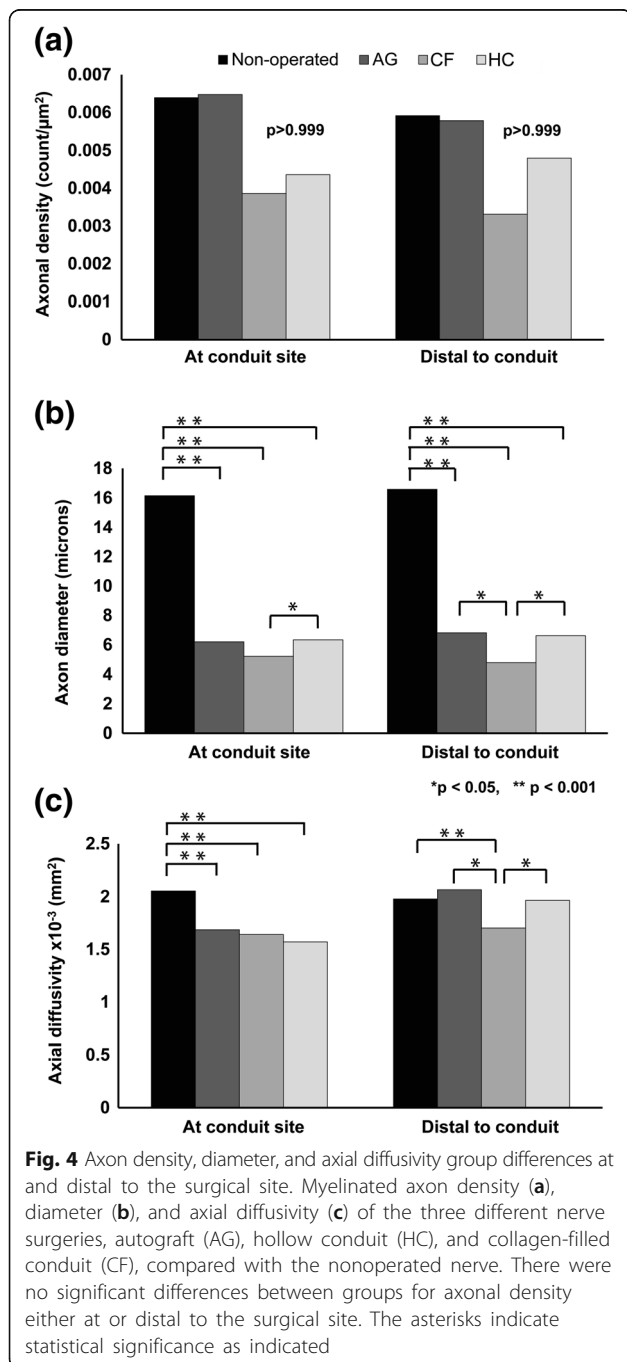 (a)
Non-operated AG CF HC
Axonal density (count/µm²)
0.007
0.006
0.005
0.004
0.003
0.002
0.001
0
p>0.999
p>0.999
At conduit site
Distal to conduit
(b)
Axon diameter (microns)
18
16
14
12
10
8
6
4
2
0
**
**
**
*
**
**
**
*
*
At conduit site
Distal to conduit
*p < 0.05, ** p < 0.001
(c)
Axial diffusivity x10⁻³ (mm²)
2.5
2
1.5
1
0.5
0
**
**
**
**
*
*
At conduit site
Distal to conduit
Fig. 4 Axon density, diameter, and axial diffusivity group differences at
and distal to the surgical site. Myelinated axon density (a),
diameter (b), and axial diffusivity (c) of the three different nerve
surgeries, autograft (AG), hollow conduit (HC), and collagen-filled
conduit (CF), compared with the nonoperated nerve. There were
no significant differences between groups for axonal density
either at or distal to the surgical site. The asterisks indicate
statistical significance as indicated